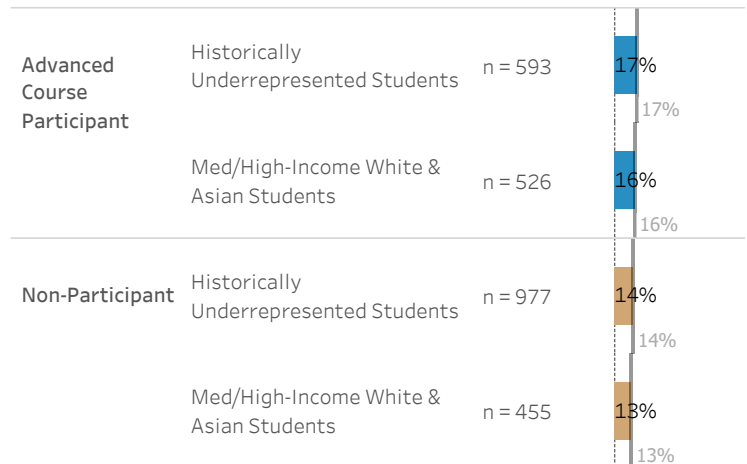 Advanced
Course
Participant
Historically
Underrepresented Students
n = 593
17%
17%
Med/High-Income White &
Asian Students
n = 526
16%
16%
Non-Participant
Historically
Underrepresented Students
n = 977
14%
14%
Med/High-Income White &
Asian Students
n = 455
13%
13%